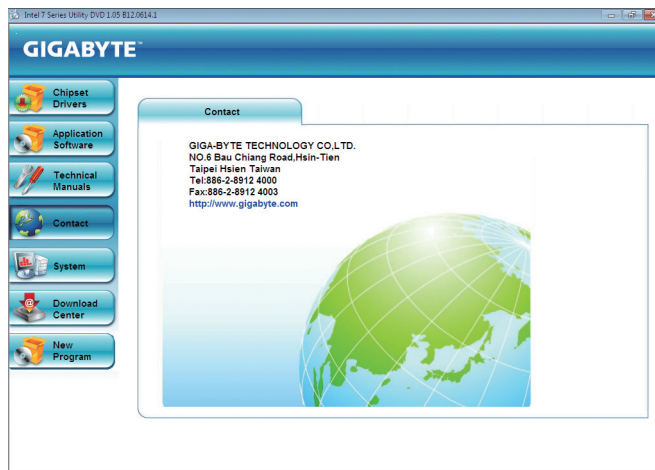 Intel 7 Series Utility DVD 1.05 B12.0614.1
GIGABYTE™
Chipset
Drivers
Application
Software
Technical
Manuals
Contact
System
Download
Center
New
Program
Contact
GIGA-BYTE TECHNOLOGY CO,LTD.
NO.6 Bau Chiang Road,Hsin-Tien
Taipei Hsien Taiwan
Tel:886-2-8912 4000
Fax:886-2-8912 4003
http://www.gigabyte.com